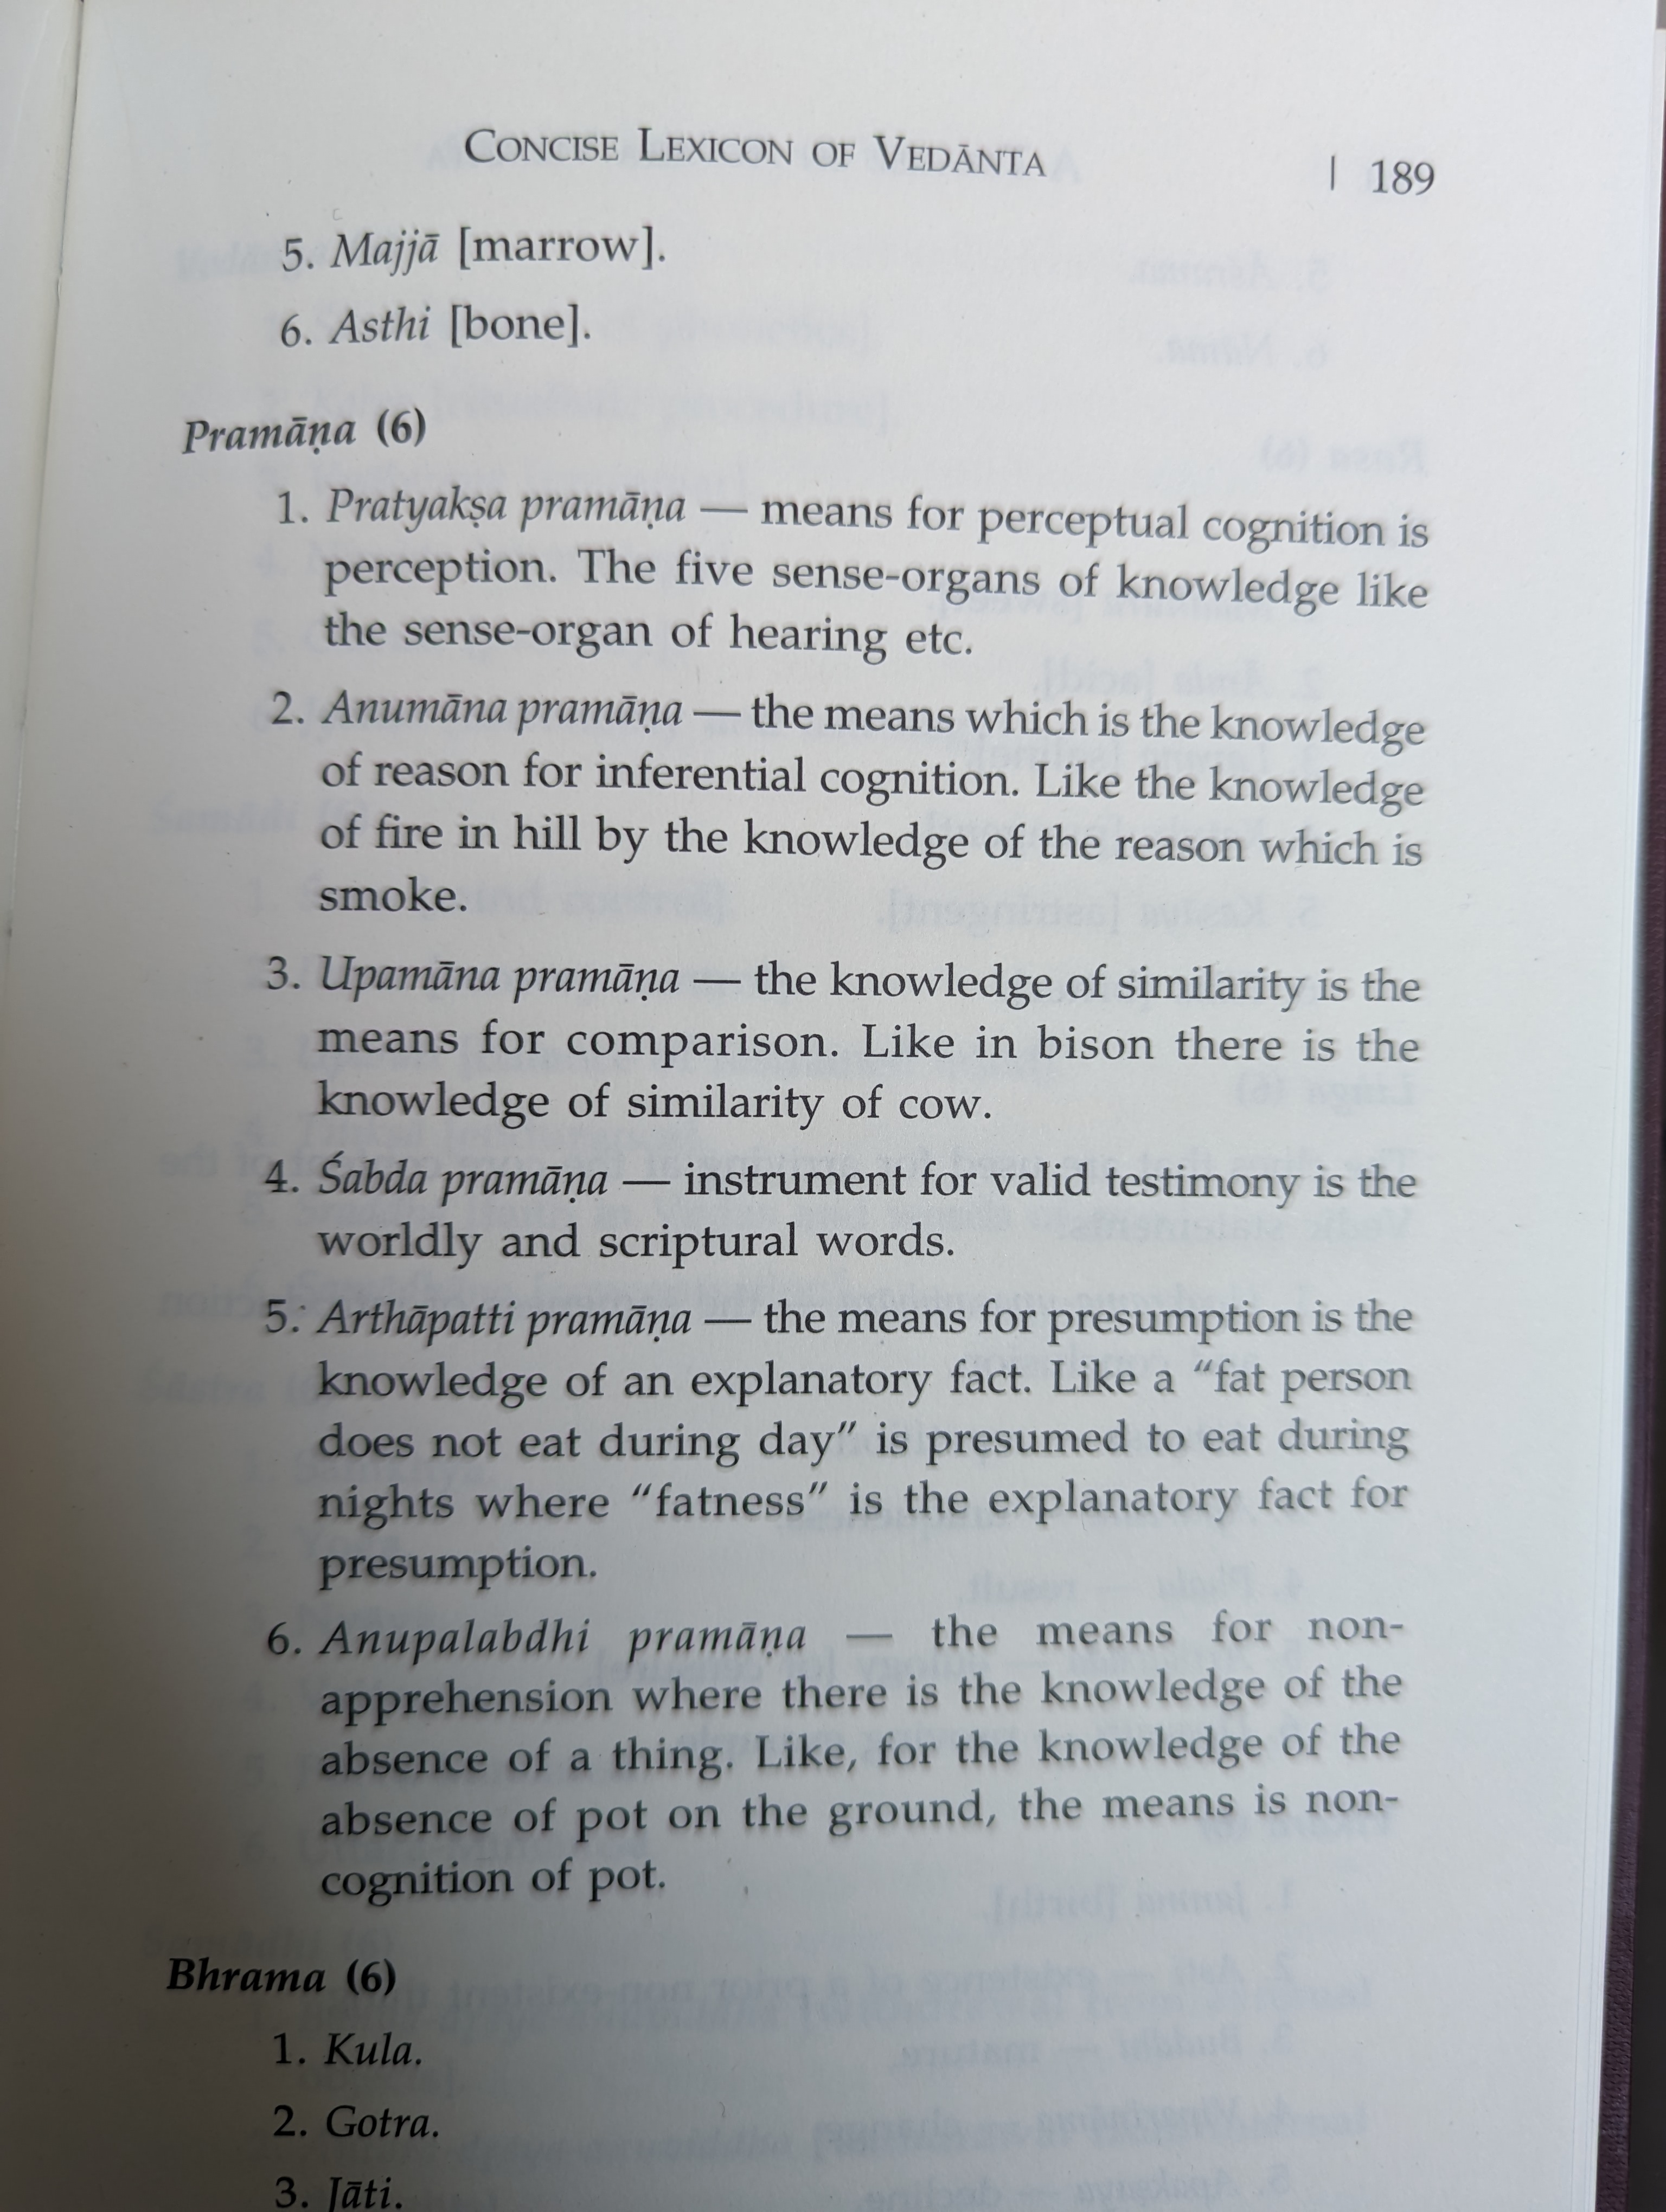 CONCISE LEXICON OF VEDĀNTA | 189
5. Majjā [marrow].
6. Asthi [bone].
Pramāṇa (6)
1. Pratyakṣa pramāṇa — means for perceptual cognition is
perception. The five sense-organs of knowledge like
the sense-organ of hearing etc.
2. Anumāna pramāṇa — the means which is the knowledge
of reason for inferential cognition. Like the knowledge
of fire in hill by the knowledge of the reason which is
smoke.
3. Upamāna pramāṇa — the knowledge of similarity is the
means for comparison. Like in bison there is the
knowledge of similarity of cow.
4. Śabda pramāṇa — instrument for valid testimony is the
worldly and scriptural words.
5. Arthāpatti pramāṇa — the means for presumption is the
knowledge of an explanatory fact. Like a “fat person
does not eat during day” is presumed to eat during
nights where “fatness” is the explanatory fact for
presumption.
6. Anupalabdhi pramāṇa — the means for non-
apprehension where there is the knowledge of the
absence of a thing. Like, for the knowledge of the
absence of pot on the ground, the means is non-
cognition of pot.
Bhrama (6)
1. Kula.
2. Gotra.
3. Jāti.